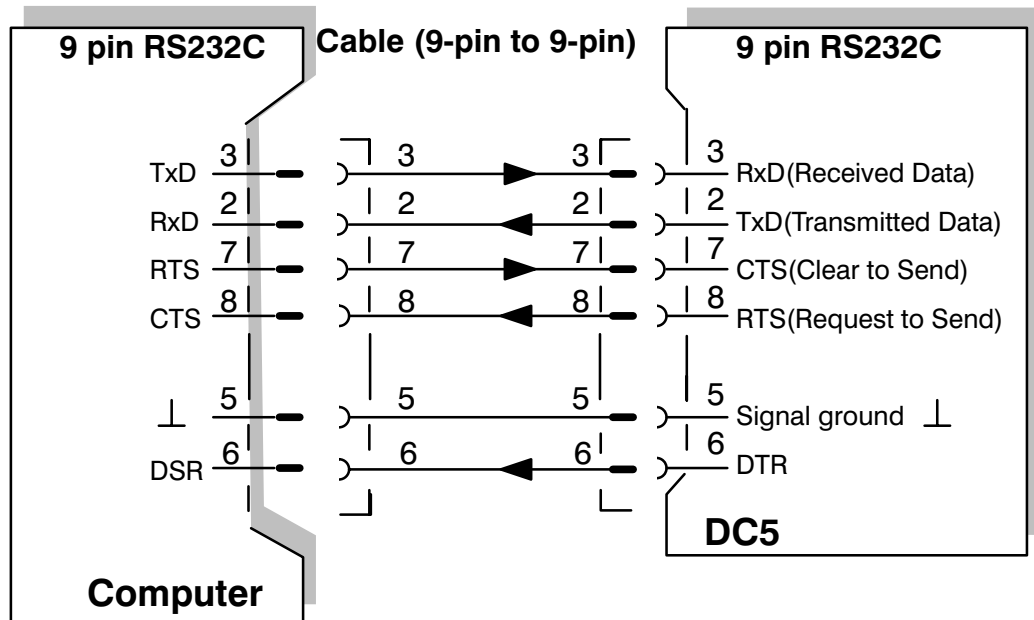 9 pin RS232C Cable (9-pin to 9-pin) 9 pin RS232C
TxD 3 3 3 3 RxD(Received Data)
RxD 2 2 2 2 TxD(Transmitted Data)
RTS 7 7 7 7 CTS(Clear to Send)
CTS 8 8 8 8 RTS(Request to Send)
⊥ 5 5 5 5 Signal ground ⊥
DSR 6 6 6 6 DTR
DC5
Computer